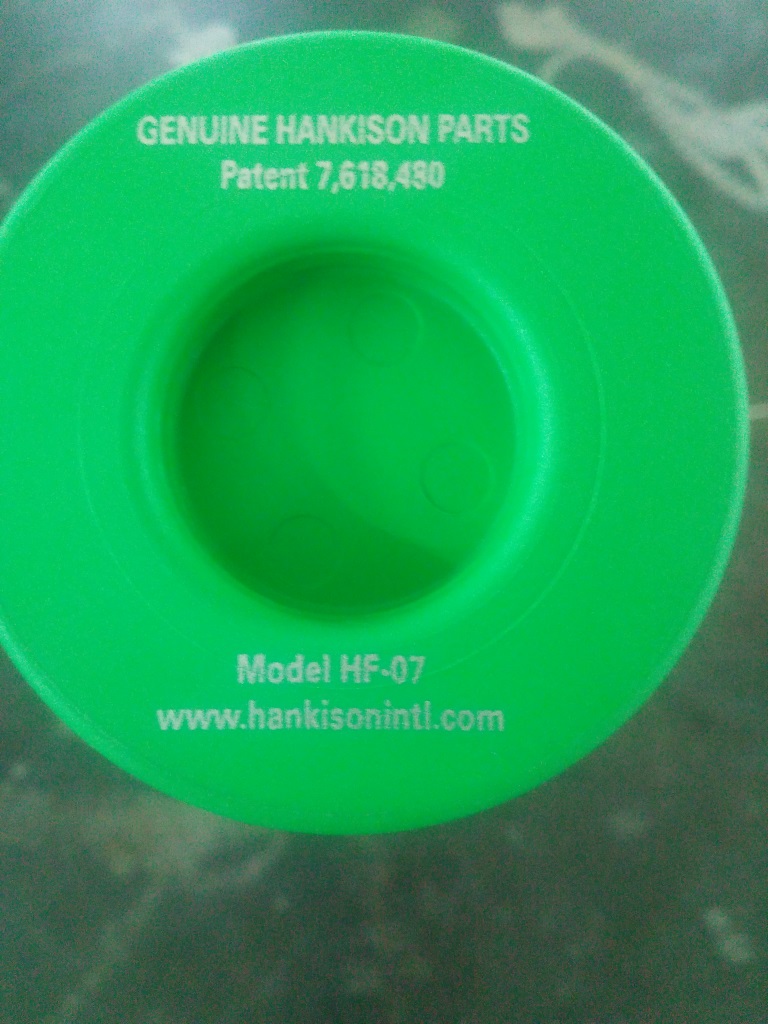 GENUINE HANKISON PARTS
Patent 7,618,480
Model HF-07
www.hankisonintl.com